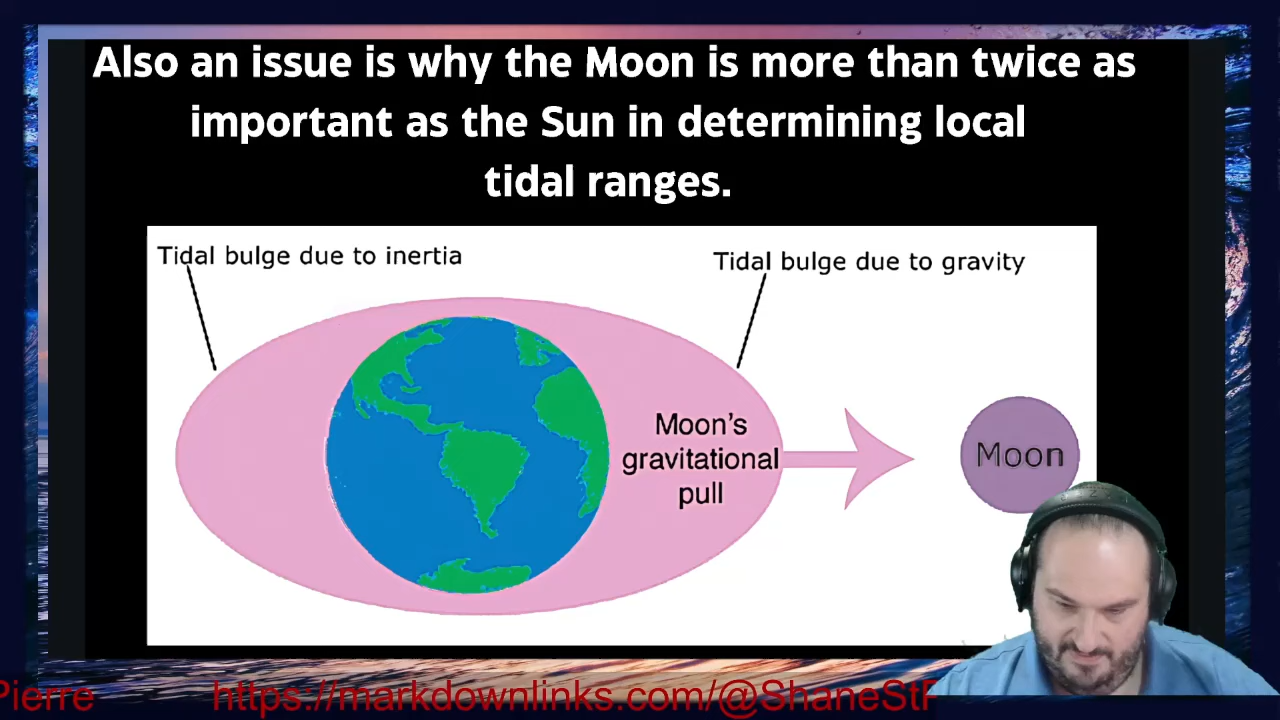 Also an issue is why the Moon is more than twice as
important as the Sun in determining local
tidal ranges.
Tidal bulge due to inertia
Tidal bulge due to gravity
Moon's
gravitational
pull
Moon
Pierre https://markdownlinks.com/@ShaneStP